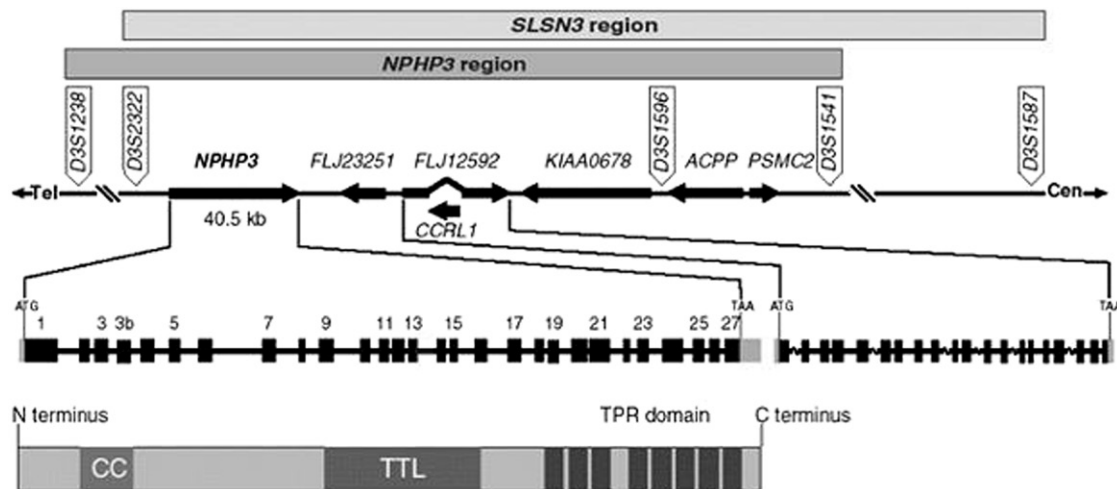 SLSN3 region
NPHP3 region
D3S1238
D3S2322
D3S1596
D3S1541
D3S1587
NPHP3 FLJ23251 FLJ12592 KIAA0678 ACPP PSMC2
Tel Cen
40.5 kb CCRL1
ATG TAA ATG TAA
1 3 3b 5 7 9 11 13 15 17 19 21 23 25 27
N terminus TPR domain C terminus
CC TTL